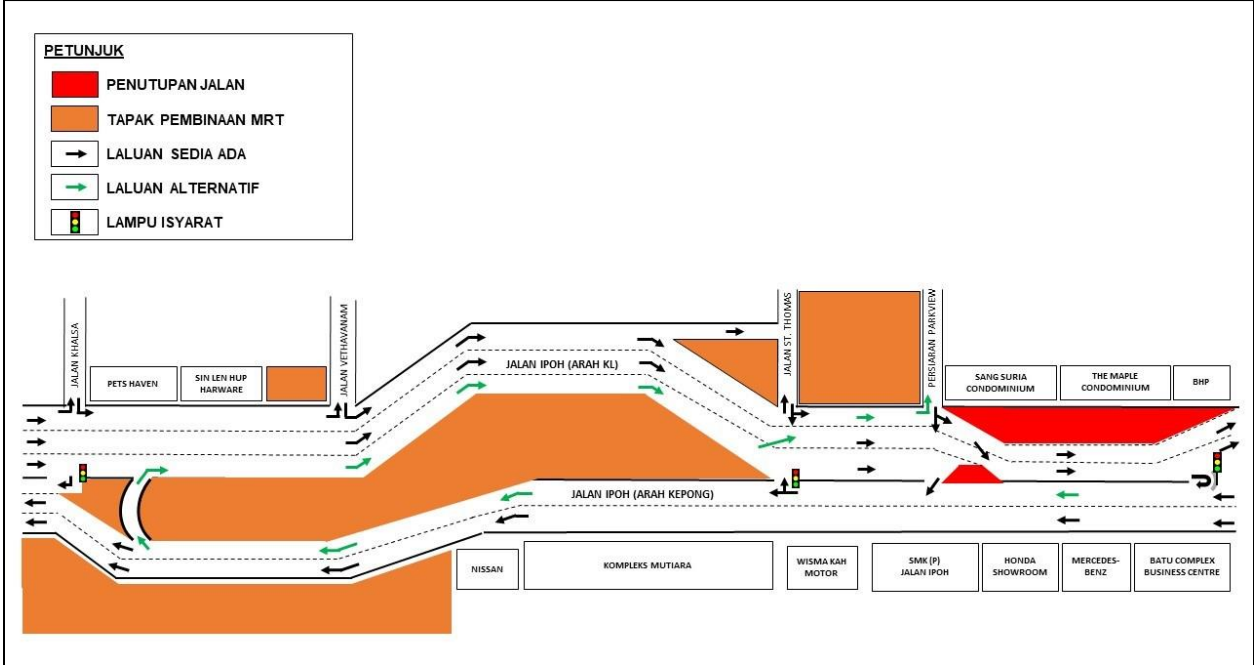 PETUNJUK
PENUTUPAN JALAN
TAPAK PEMBINAAN MRT
LALUAN SEDIA ADA
LALUAN ALTERNATIF
LAMPU ISYARAT
JALAN KHALSA
PETS HAVEN
SIN LEN HUP
HARWARE
JALAN VETHAVANAM
JALAN IPOH (ARAH KL)
JALAN ST. THOMAS
PERSIARAN PARKVIEW
SANG SURIA
CONDOMINIUM
THE MAPLE
CONDOMINIUM
BHP
JALAN IPOH (ARAH KEPONG)
NISSAN
KOMPLEKS MUTIARA
WISMA KAH
MOTOR
SMK (P)
JALAN IPOH
HONDA
SHOWROOM
MERCEDES-
BENZ
BATU COMPLEX
BUSINESS CENTRE